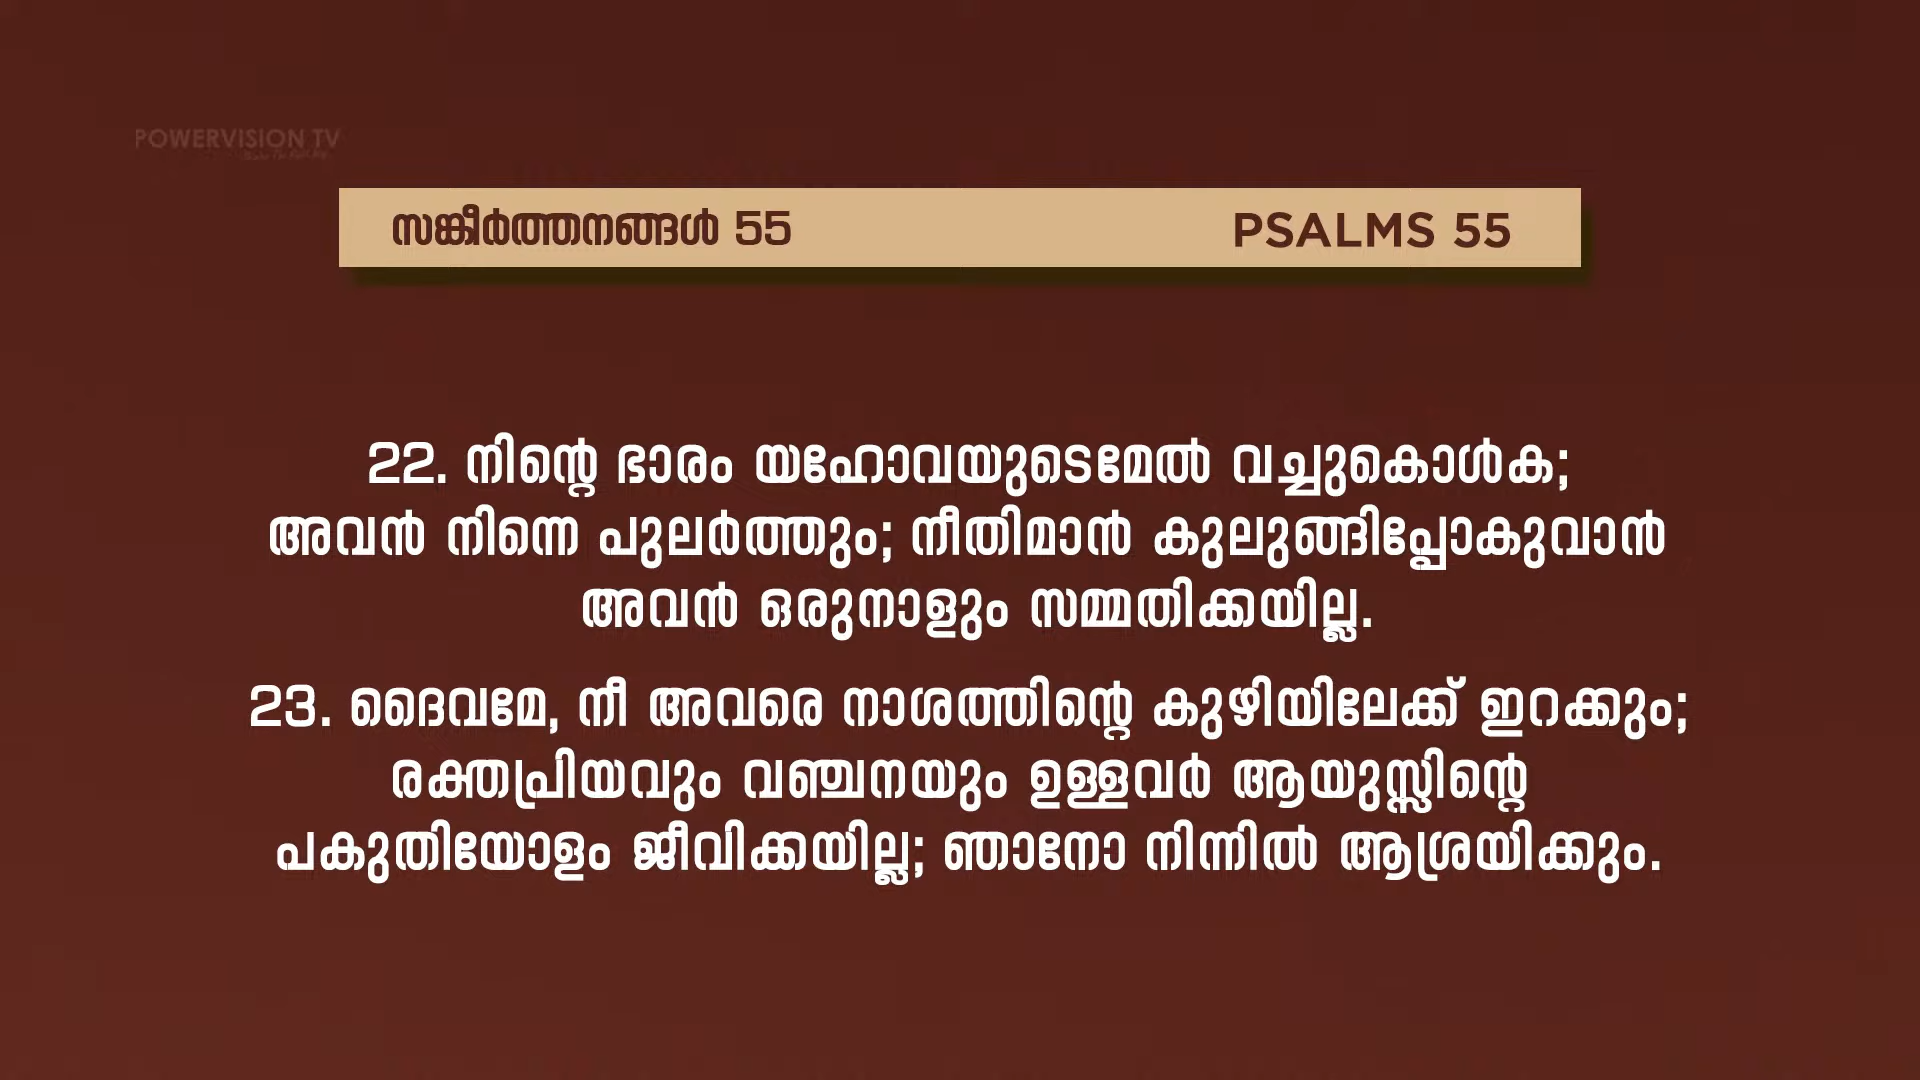 POWERVISION TV
സങ്കീർത്തനങ്ങൾ 55 PSALMS 55
22. നിന്റെ ഭാരം യഹോവയുടെമേൽ വച്ചുകൊൾക;
അവൻ നിന്നെ പുലർത്തും; നീതിമാൻ കുലുങ്ങിപ്പോകുവാൻ
അവൻ ഒരുനാളും സമ്മതിക്കയില്ല.
23. ദൈവമേ, നീ അവരെ നാശത്തിന്റെ കുഴിയിലേക്ക് ഇറക്കും;
രക്തപ്രിയവും വഞ്ചനയും ഉള്ളവർ ആയുസ്സിന്റെ
പകുതിയോളം ജീവിക്കയില്ല; ഞാനോ നിന്നിൽ ആശ്രയിക്കും.